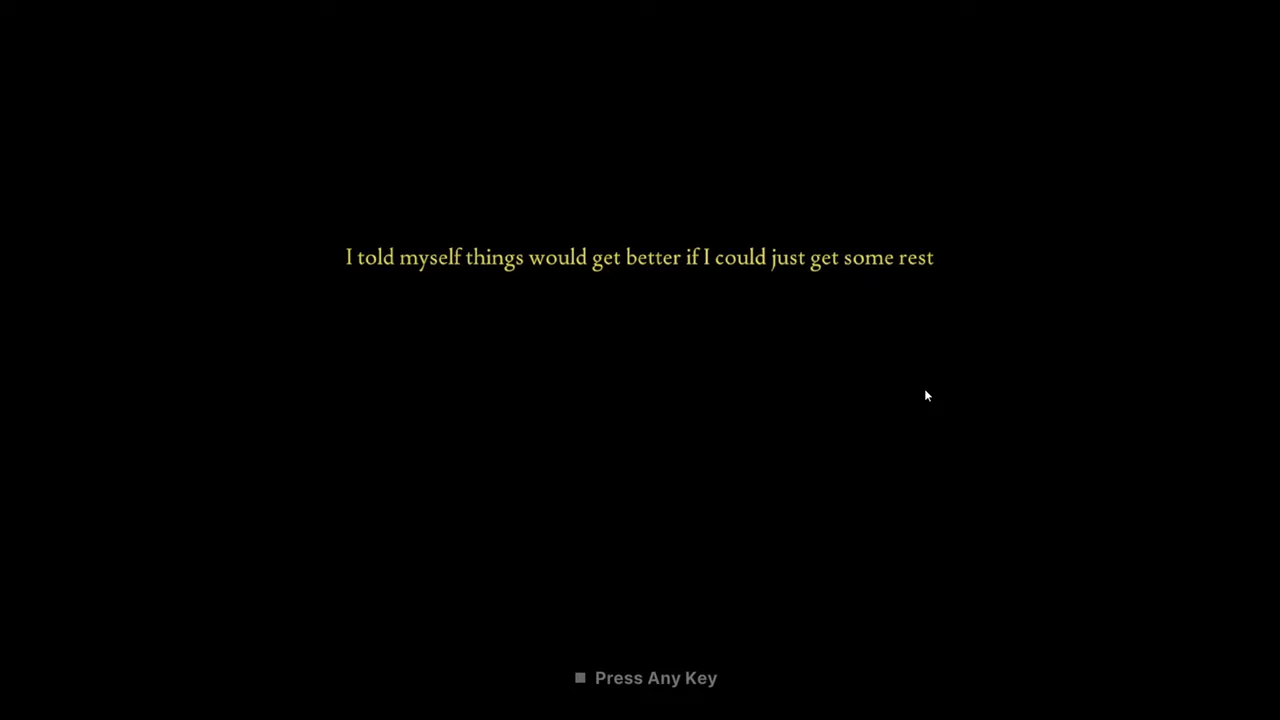 I told myself things would get better if I could just get some rest
Press Any Key